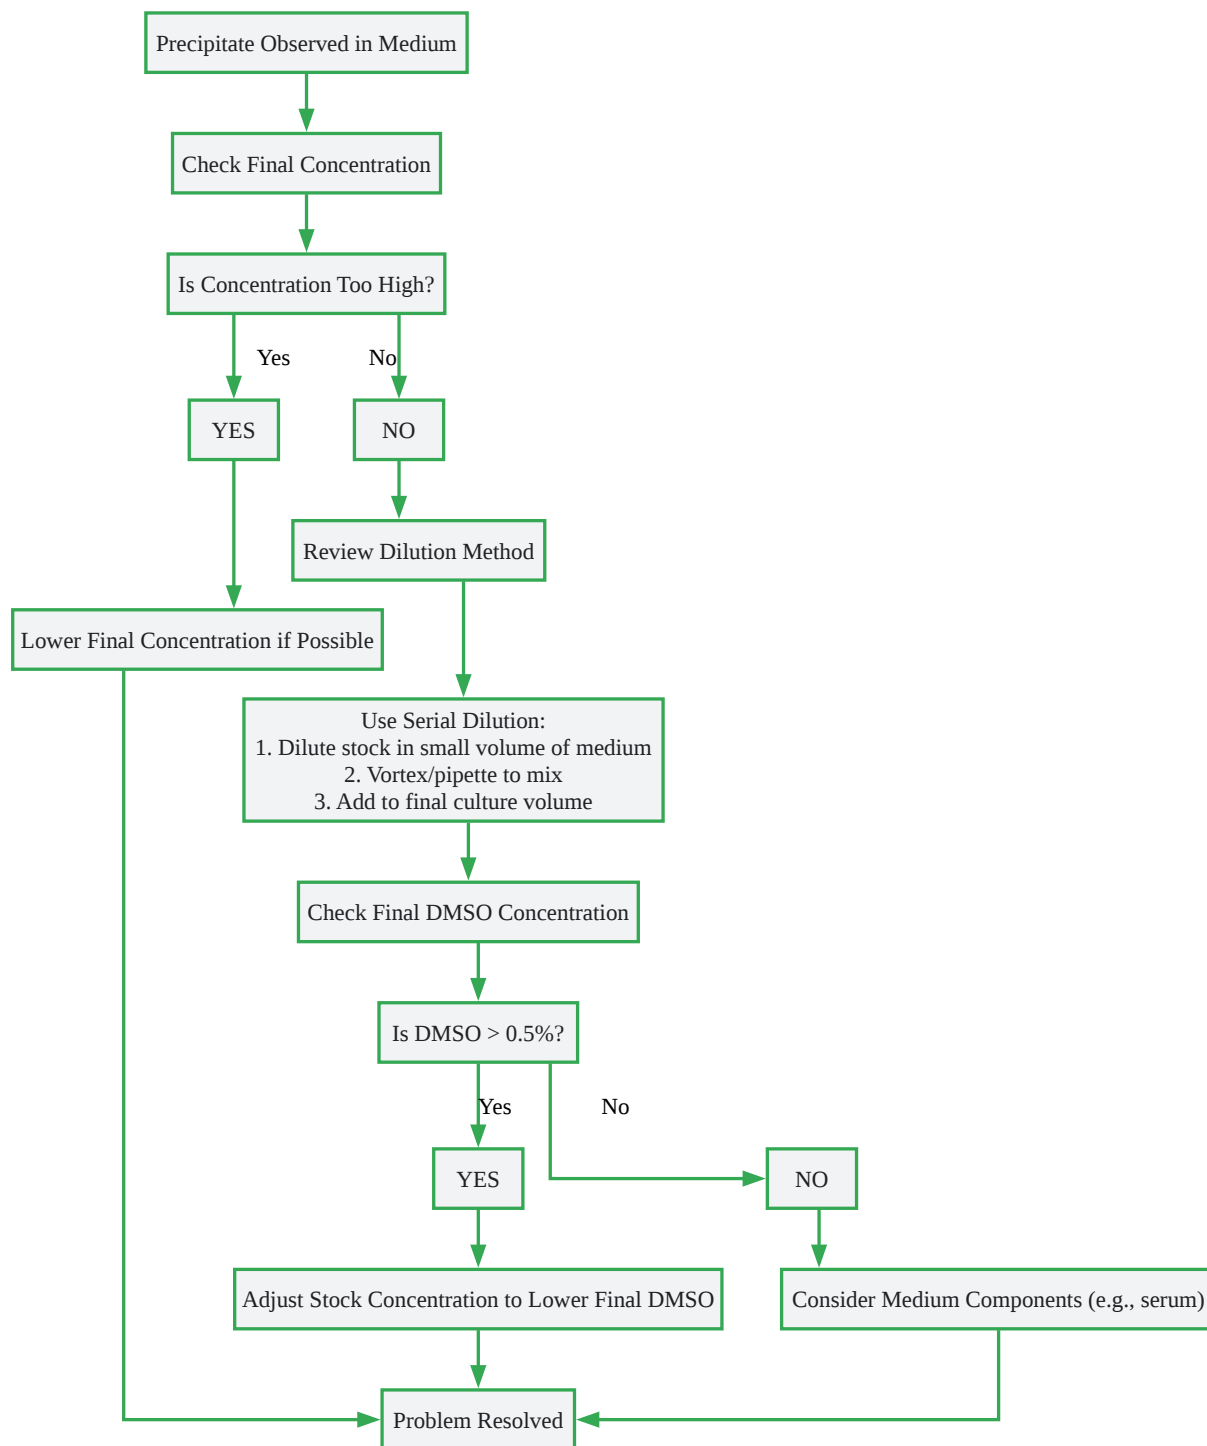 Precipitate Observed in Medium
Check Final Concentration
Is Concentration Too High?
Yes
No
YES
NO
Review Dilution Method
Lower Final Concentration if Possible
Use Serial Dilution:
1. Dilute stock in small volume of medium
2. Vortex/pipette to mix
3. Add to final culture volume
Check Final DMSO Concentration
Is DMSO > 0.5%?
Yes
No
YES
NO
Adjust Stock Concentration to Lower Final DMSO
Consider Medium Components (e.g., serum)
Problem Resolved